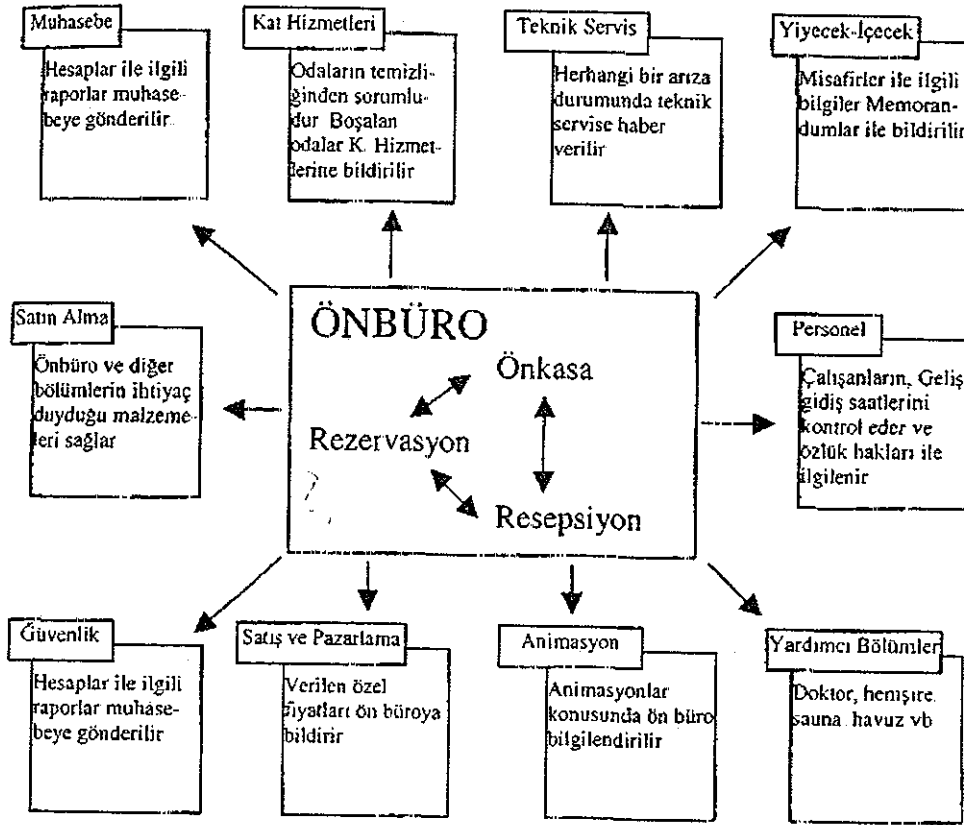 Muhasebe
Hesaplar ile ilgili
raporlar muhase-
beye gönderilir
Kat Hizmetleri
Odaların temizli-
ğinden sorumlu-
dur Boşalan
odalar K. Hizmet-
lerine bildirilir
Teknik Servis
Herhangi bir arıza
durumunda teknik
servise haber
verilir
Yiyecek-İçecek
Misafirler ile ilgili
bilgiler Memoran-
dumlar ile bildirilir
Satın Alma
Önbüro ve diğer
bölümlerin ihtiyaç
duyduğu malzeme-
leri sağlar
ÖNBÜRO
Önkasa
Rezervasyon
Resepsiyon
Personel
Çalışanların, Geliş
gidiş saatlerini
kontrol eder ve
özlük hakları ile
ilgilenir
Güvenlik
Hesaplar ile ilgili
raporlar muhase-
beye gönderilir
Satış ve Pazarlama
Verilen özel
fiyatları ön büroya
bildirir
Animasyon
Animasyonlar
konusunda ön büro
bilgilendirilir
Yardımcı Bölümler
Doktor, hemşire,
sauna, havuz vb